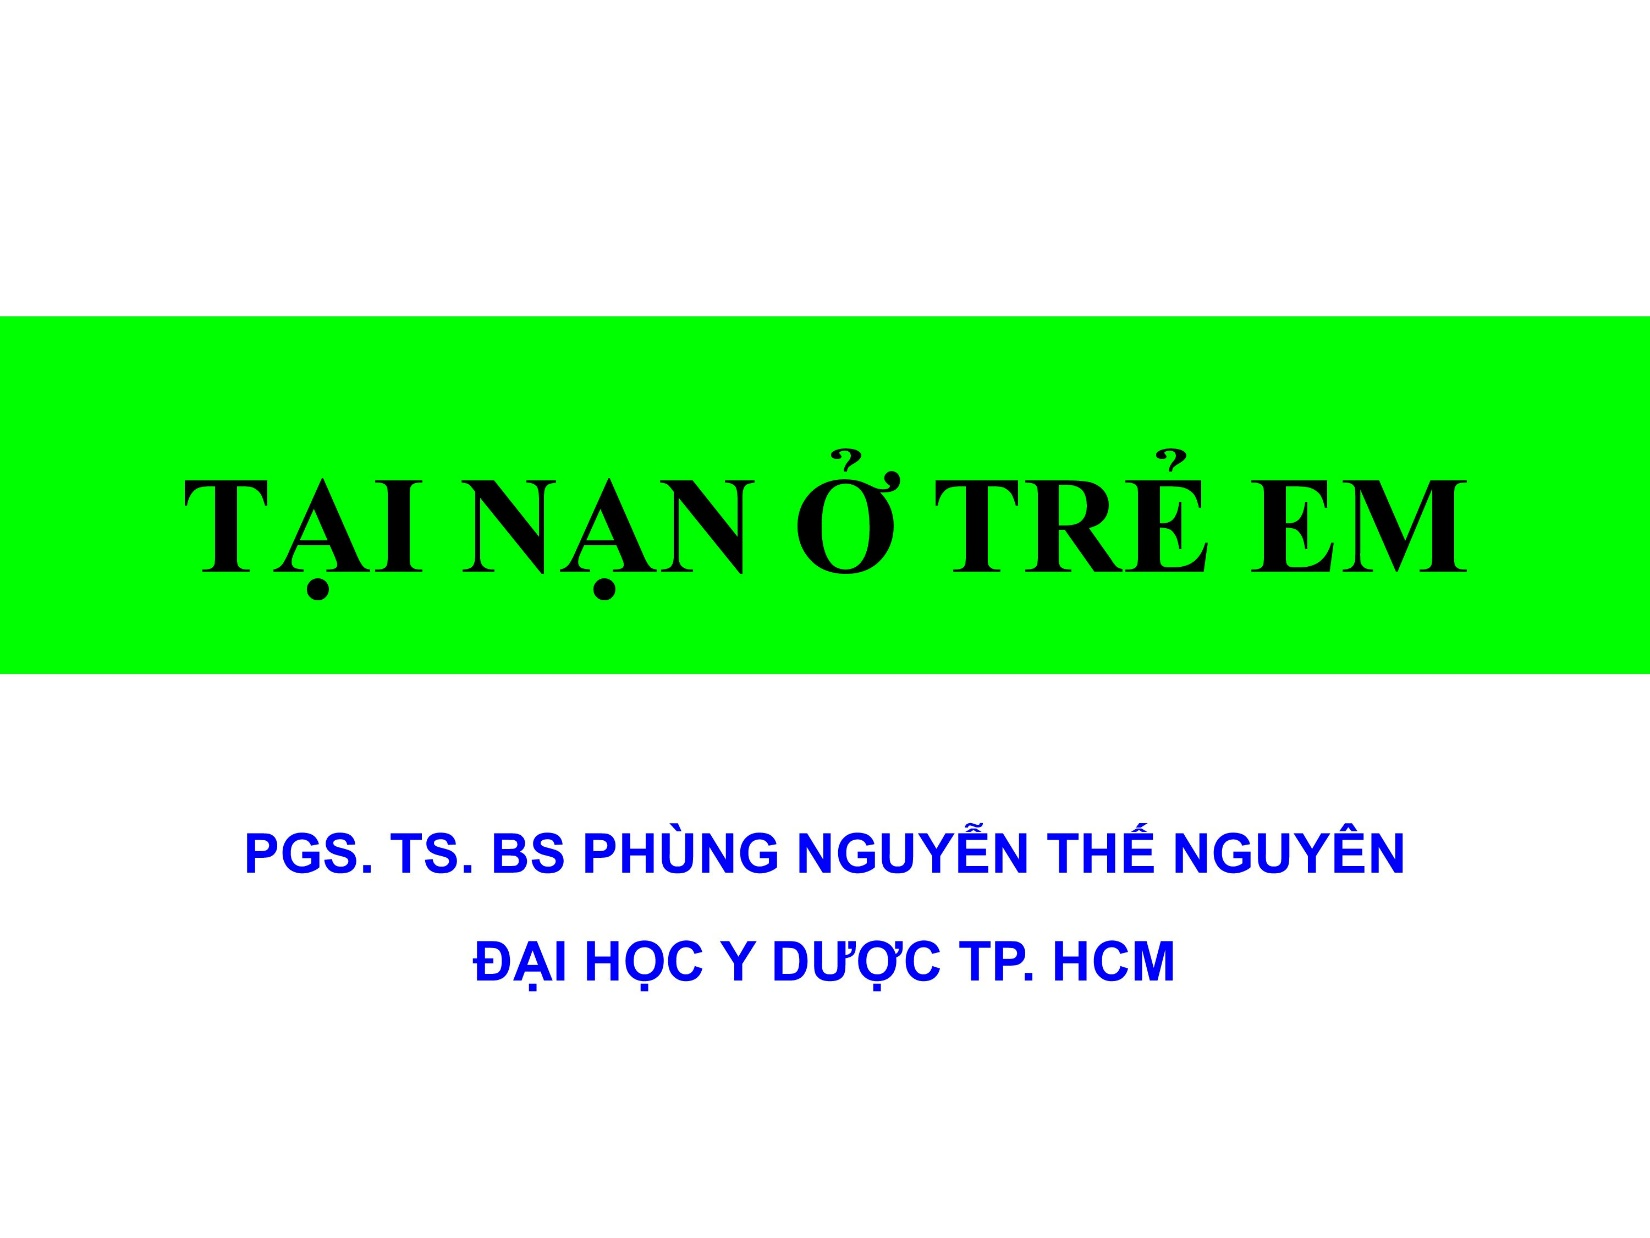 TẠI NẠN Ở TRẺ EM
PGS. TS. BS PHÙNG NGUYỄN THẾ NGUYÊN
ĐẠI HỌC Y DƯỢC TP. HCM